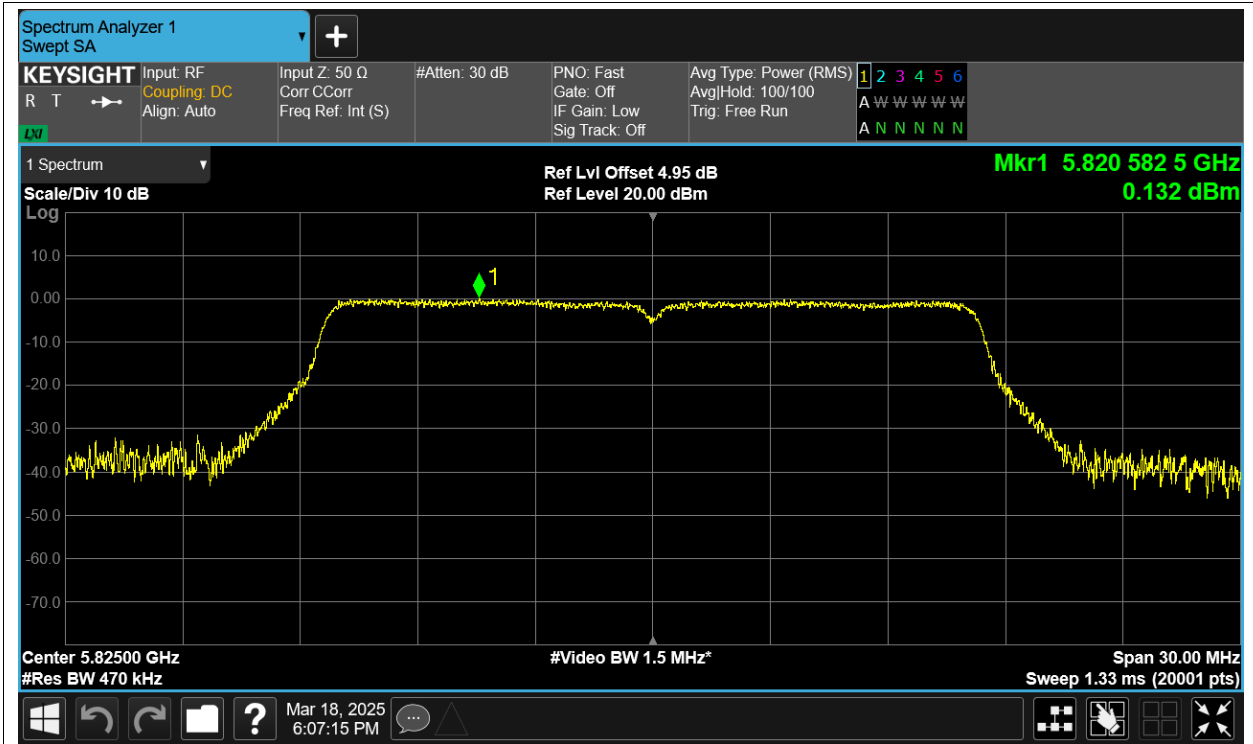 Spectrum Analyzer 1
Swept SA
+
KEYSIGHT Input: RF Input Z: 50 Ω #Atten: 30 dB PNO: Fast Avg Type: Power (RMS) 1 2 3 4 5 6
R T Coupling: DC Corr CCorr Gate: Off Avg|Hold: 100/100 A W W W W W
Align: Auto Freq Ref: Int (S) IF Gain: Low Trig: Free Run
LXI Sig Track: Off A N N N N N
1 Spectrum Ref Lvl Offset 4.95 dB Mkr1 5.820 582 5 GHz
Scale/Div 10 dB Ref Level 20.00 dBm 0.132 dBm
Log
10.0
1
0.00
-10.0
-20.0
-30.0
-40.0
-50.0
-60.0
-70.0
Center 5.82500 GHz #Video BW 1.5 MHz* Span 30.00 MHz
#Res BW 470 kHz Sweep 1.33 ms (20001 pts)
? Mar 18, 2025
6:07:15 PM